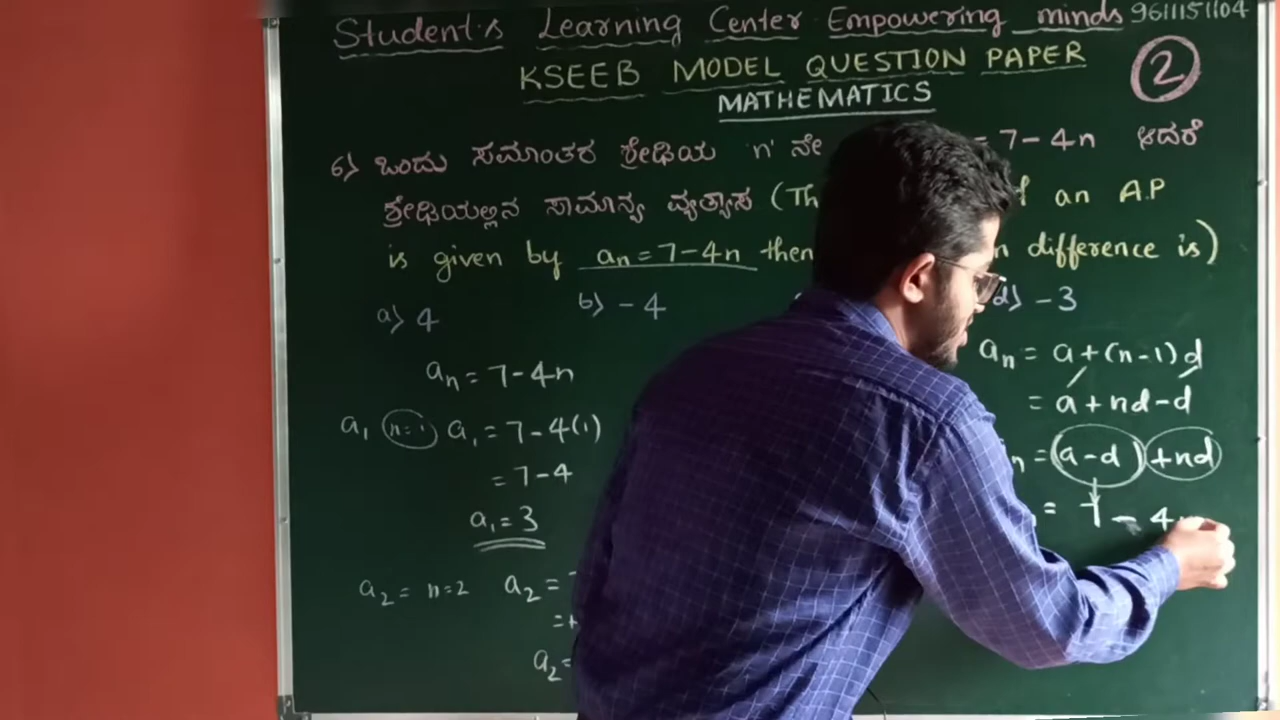 Student's Learning Center Empowering minds 9611151104
KSEEB MODEL QUESTION PAPER
2
MATHEMATICS
6) ಒಂದು ಸಮಾಂತರ ಶ್ರೇಢಿಯ 'n' ನೇ = 7-4n ಆದರೆ
ಶ್ರೇಢಿಯಲ್ಲಿನ ಸಾಮಾನ್ಯ ವ್ಯತ್ಯಾಸ (Th f an A.P
is given by an=7-4n then n difference is)
a) 4 b) -4 d) -3
an = 7-4n
a1 n=1 a1 = 7-4(1)
= 7-4
a1=3
a2 = n=2 a2 =
=
a2=
an = a+(n-1)d
= a+nd-d
n =(a-d)+nd
= 7 - 4